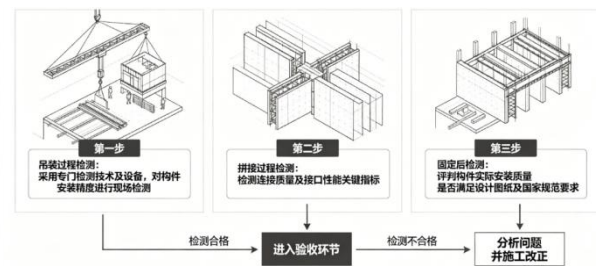 第一步
吊装过程检测：
采用专门检测技术及设备，对构件
安装精度进行现场检测
第二步
拼接过程检测：
检测连接质量及接口性能关键指标
第三步
固定后检测：
评判构件实际安装质量
是否满足设计图纸及国家规范要求
检测合格
进入验收环节
检测不合格
分析问题
并施工改正